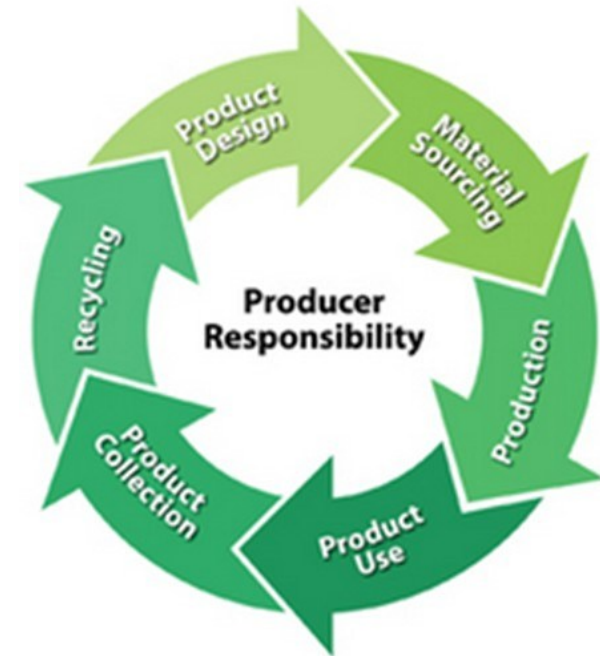 Product
Design
Material
Sourcing
Production
Product
Use
Product
Collection
Recycling
Producer
Responsibility